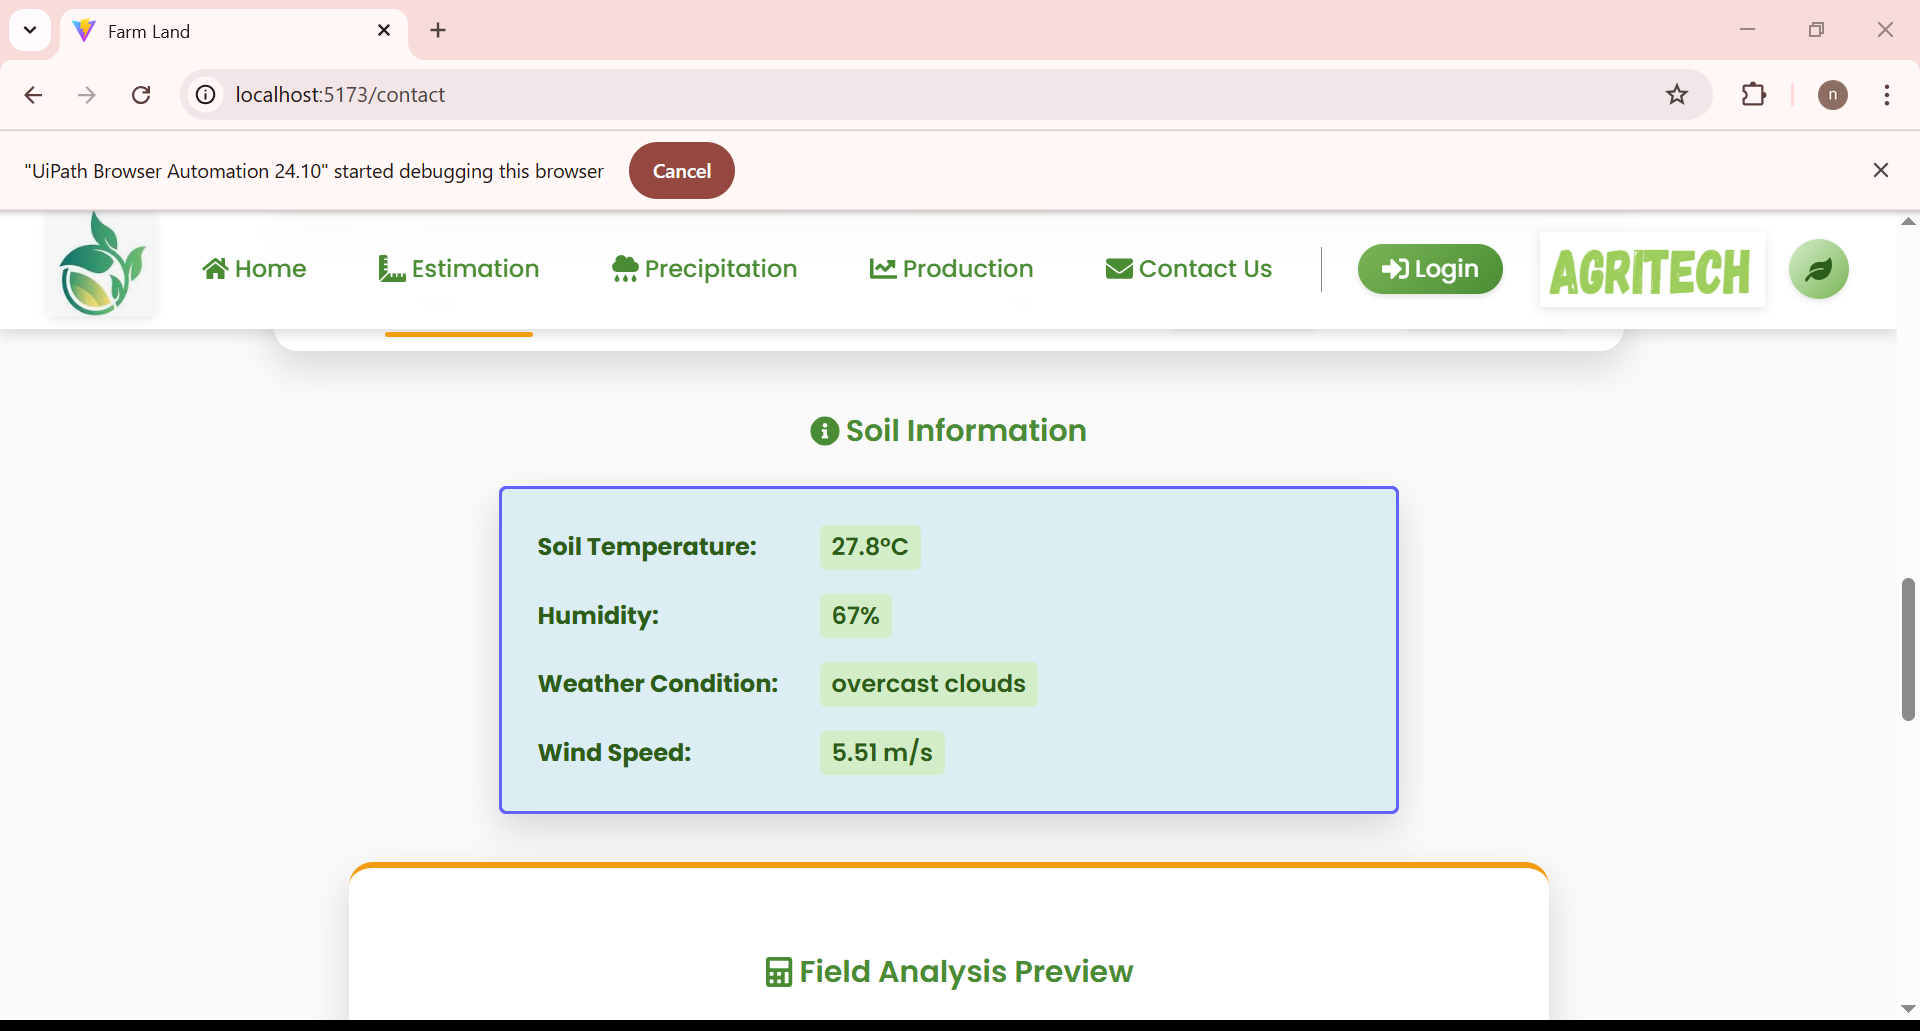 Farm Land
localhost:5173/contact
n
"UiPath Browser Automation 24.10" started debugging this browser
Cancel
Home
Estimation
Precipitation
Production
Contact Us
Login
AGRITECH
Soil Information
Soil Temperature: 27.8°C
Humidity: 67%
Weather Condition: overcast clouds
Wind Speed: 5.51 m/s
Field Analysis Preview